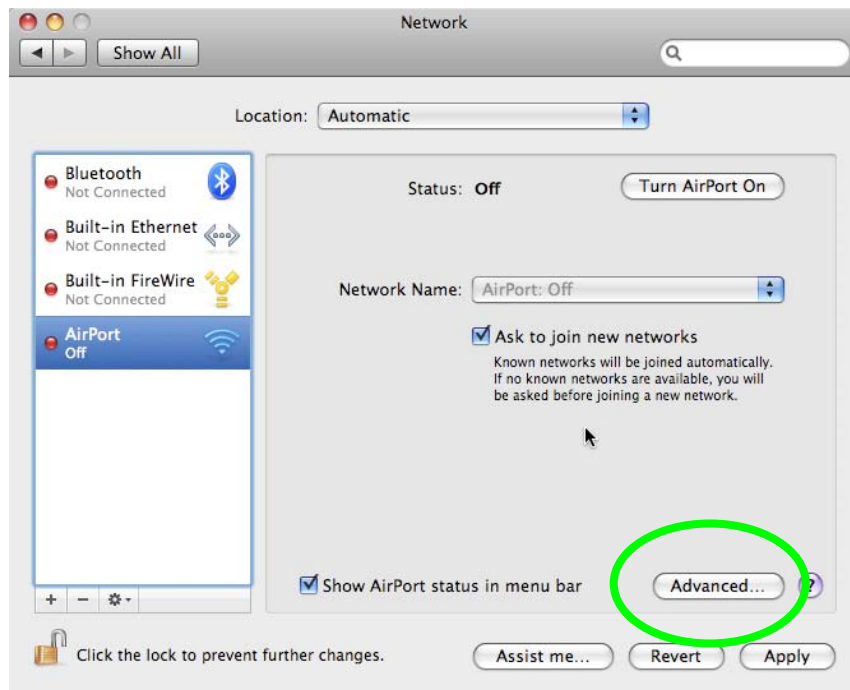 Network
Show All
Location: Automatic
Bluetooth
Not Connected
Built-in Ethernet
Not Connected
Built-in FireWire
Not Connected
AirPort
Off
Status: Off
Turn AirPort On
Network Name: AirPort: Off
Ask to join new networks
Known networks will be joined automatically.
If no known networks are available, you will
be asked before joining a new network.
Show AirPort status in menu bar
Advanced...
?
+ -
Click the lock to prevent further changes.
Assist me...
Revert
Apply